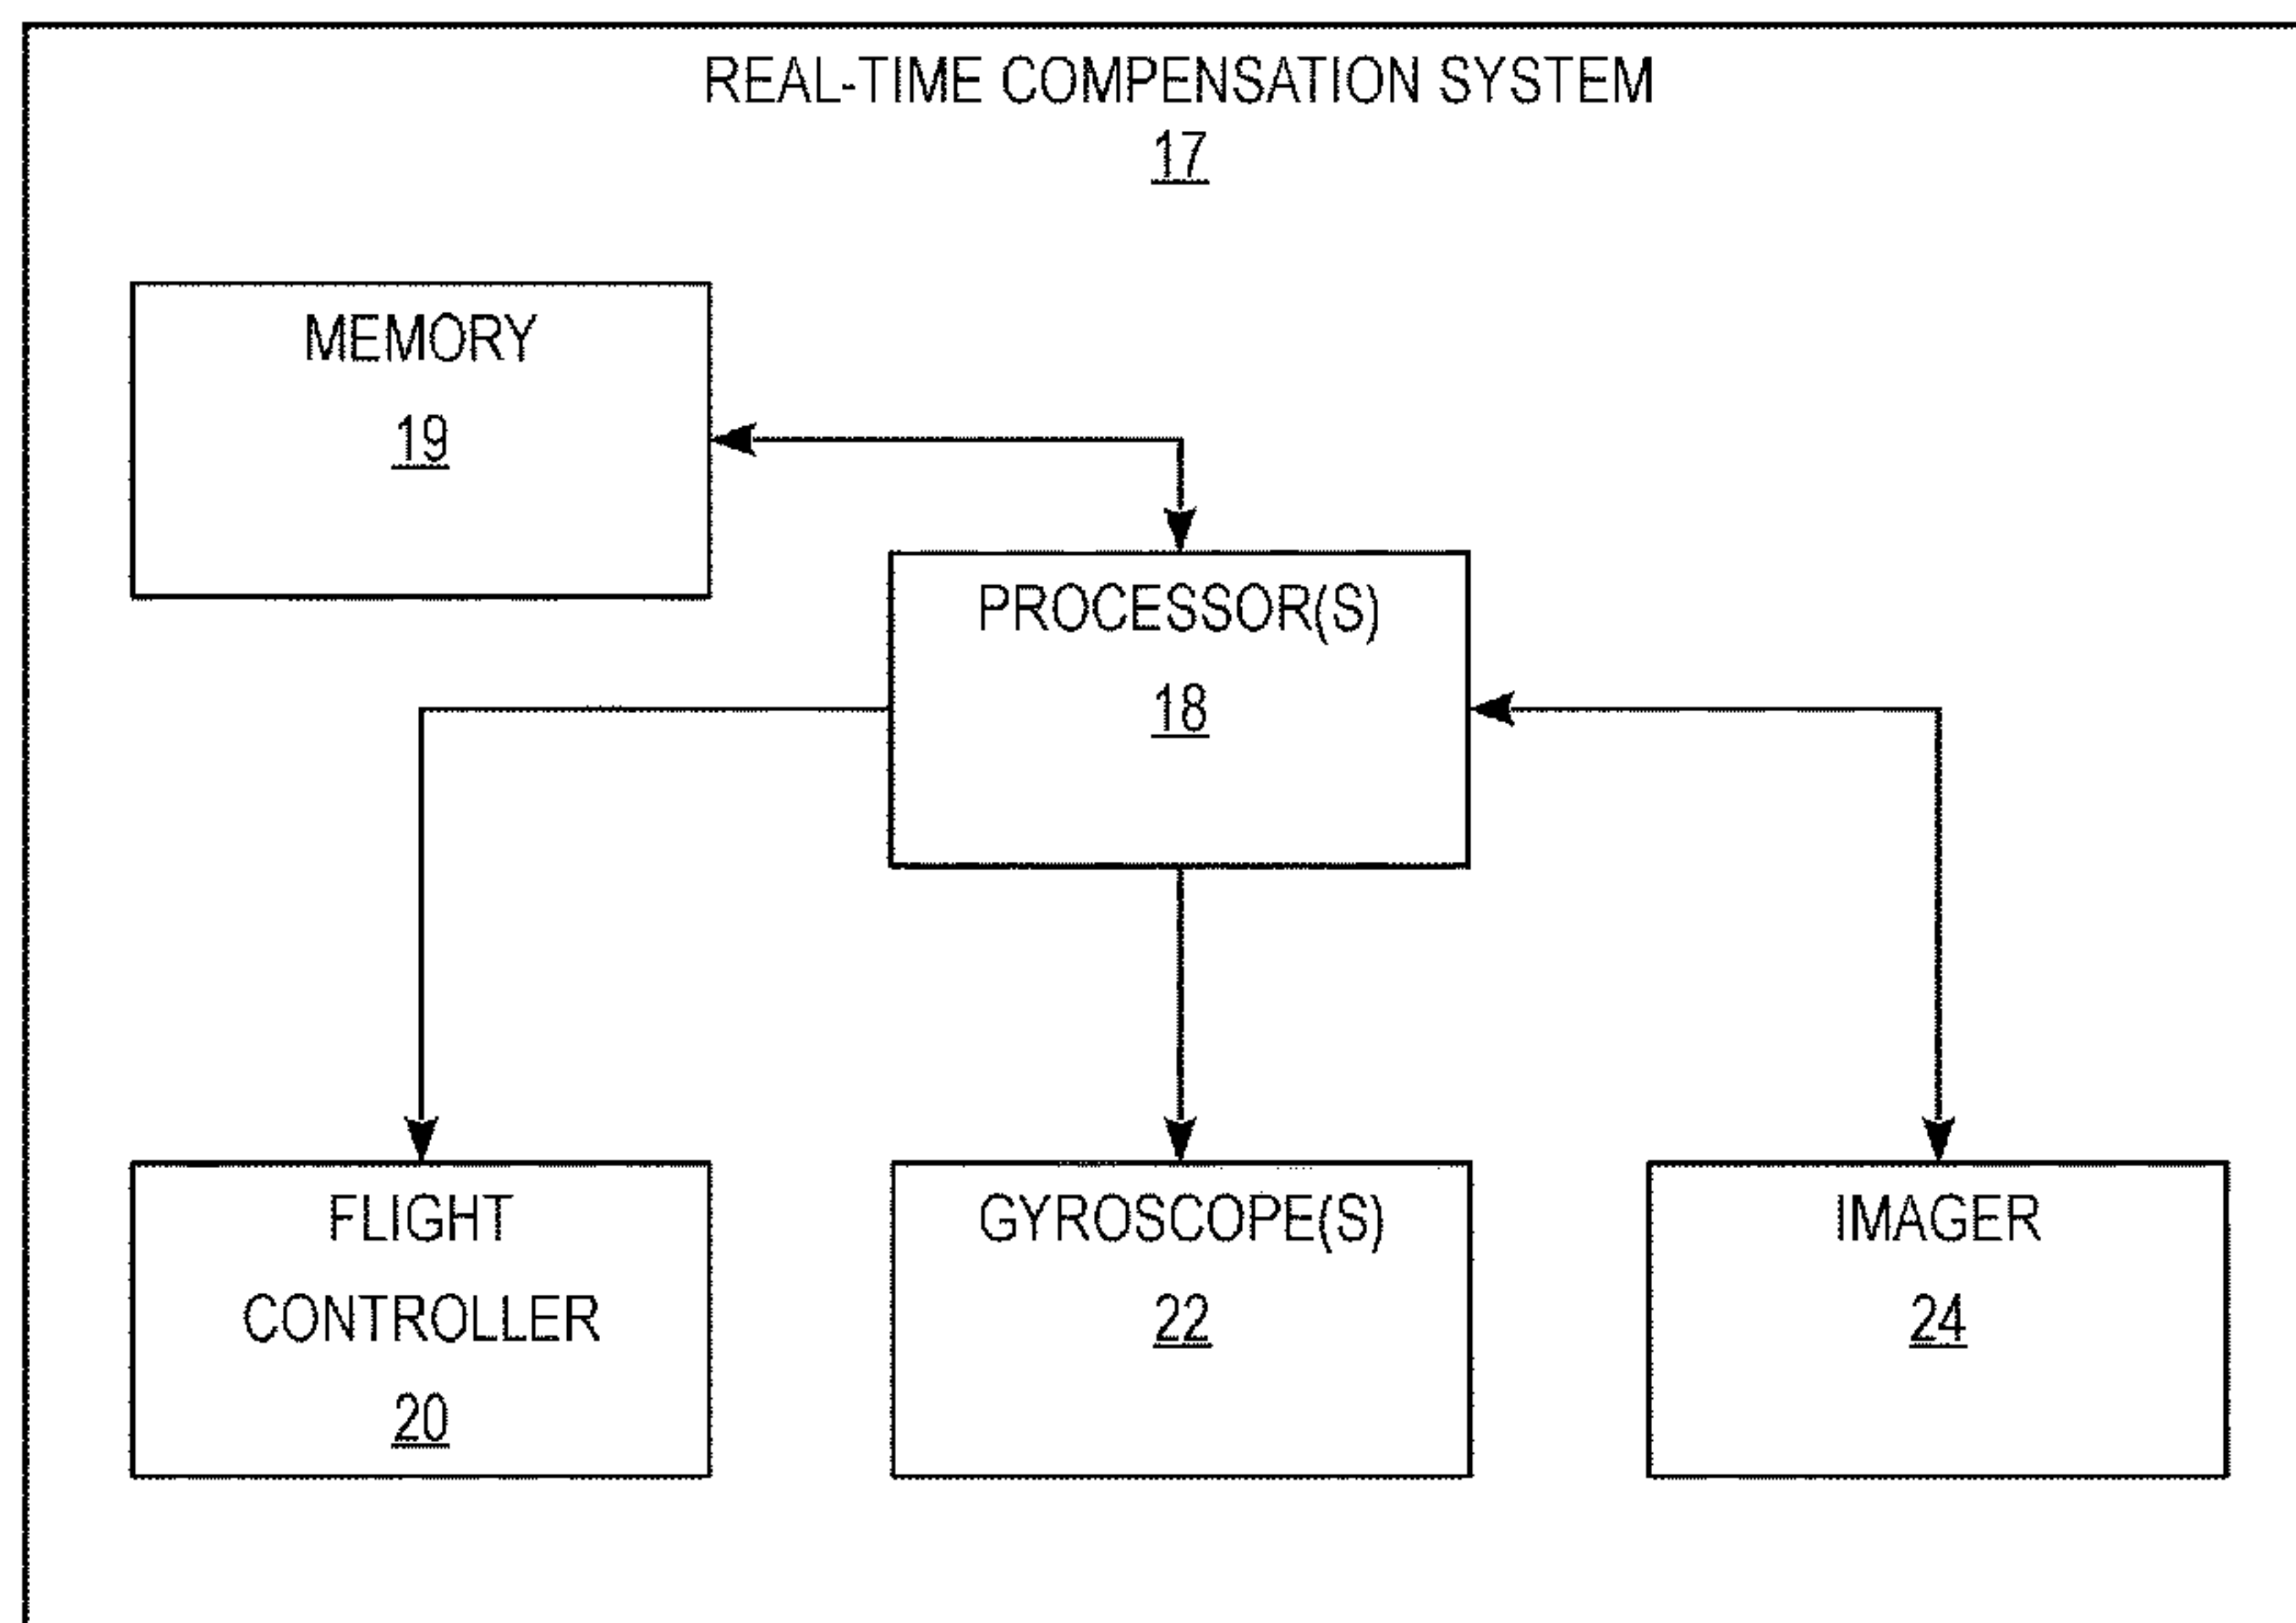 REAL-TIME COMPENSATION SYSTEM
17
MEMORY
19
PROCESSOR(S)
18
FLIGHT
CONTROLLER
20
GYROSCOPE(S)
22
IMAGER
24